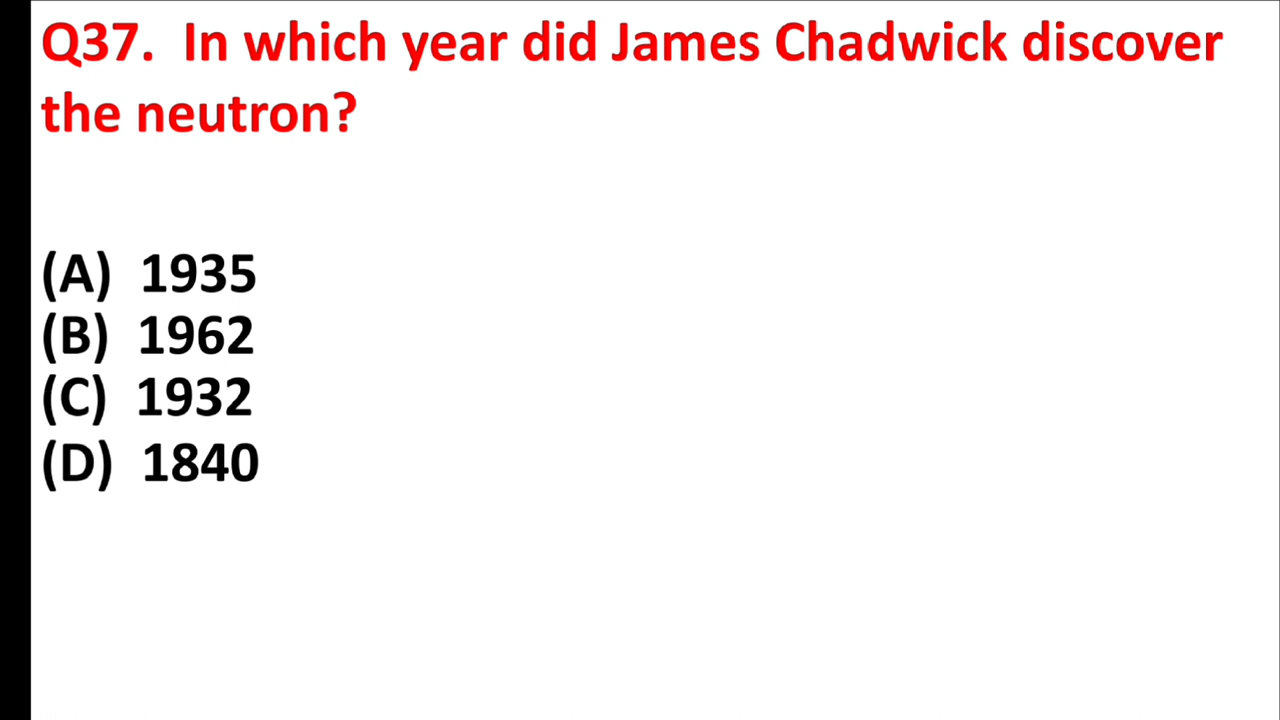 Q37. In which year did James Chadwick discover
the neutron?
(A) 1935
(B) 1962
(C) 1932
(D) 1840